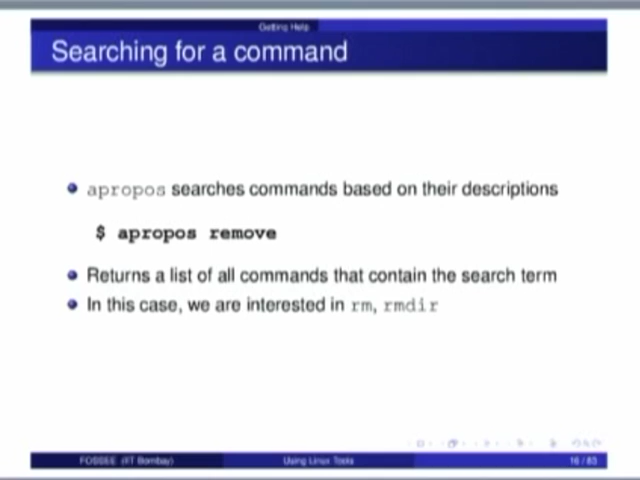 Getting Help
Searching for a command
apropos searches commands based on their descriptions
$ apropos remove
Returns a list of all commands that contain the search term
In this case, we are interested in rm, rmdir
FOSSEE (IIT Bombay)
Using Linux Tools
16 / 83